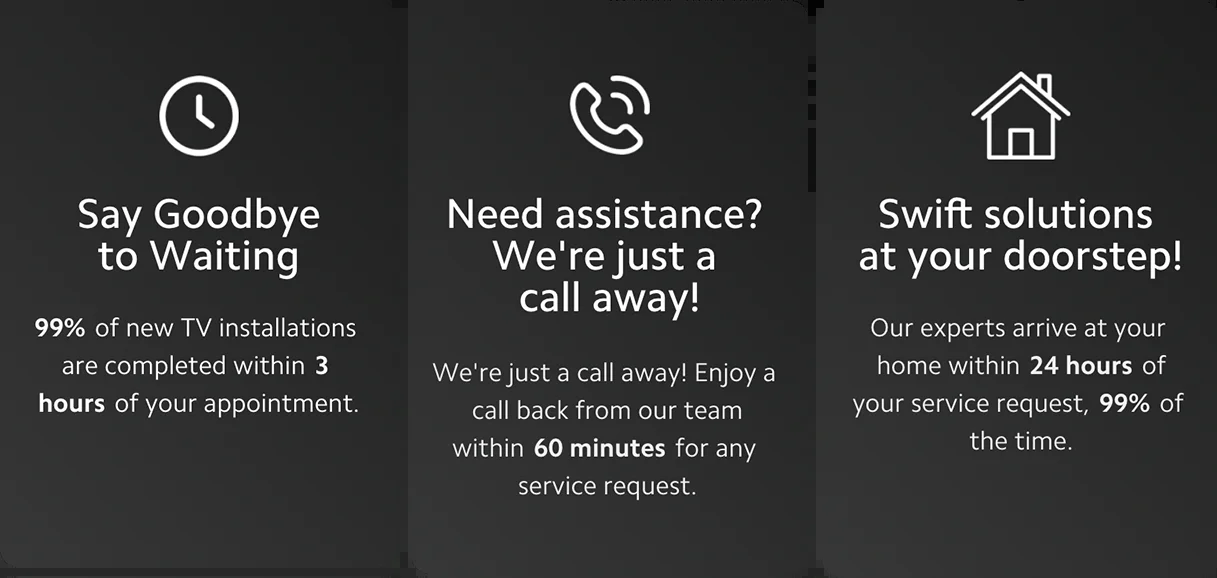 Say Goodbye
to Waiting
99% of new TV installations
are completed within 3
hours of your appointment.
Need assistance?
We're just a
call away!
We're just a call away! Enjoy a
call back from our team
within 60 minutes for any
service request.
Swift solutions
at your doorstep!
Our experts arrive at your
home within 24 hours of
your service request, 99% of
the time.